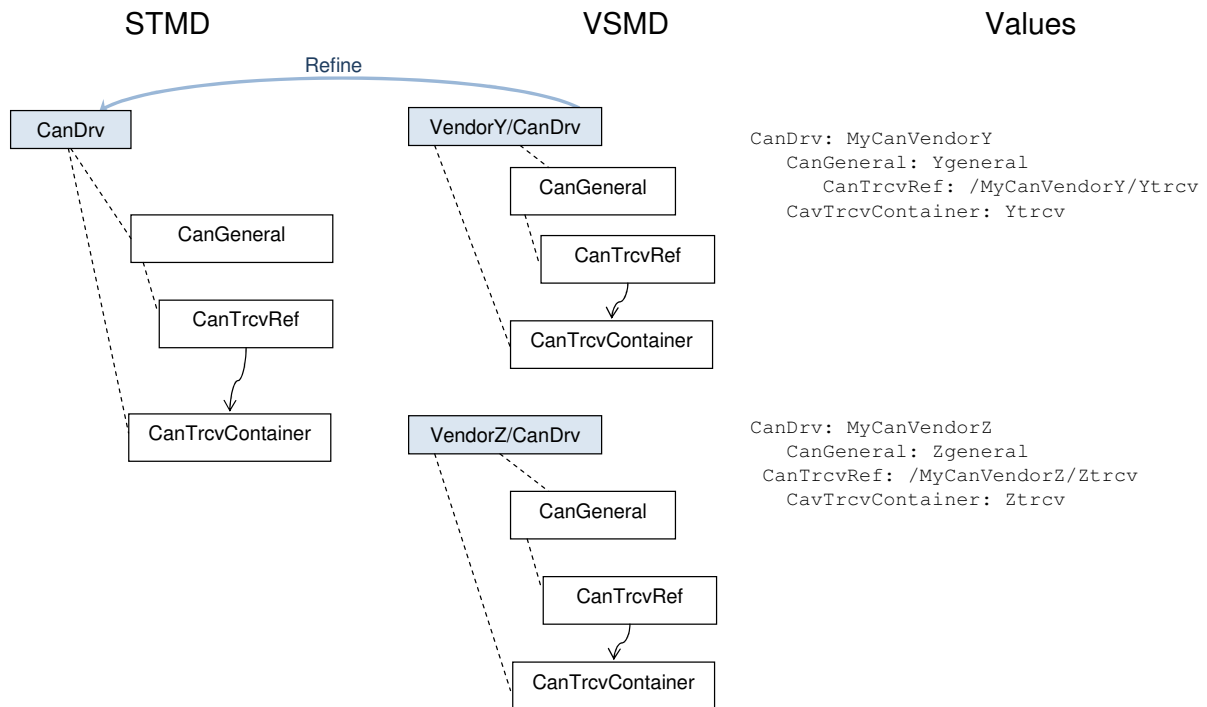 STMD
VSMD
Values
Refine
CanDrv
CanGeneral
CanTrcvRef
CanTrcvContainer
VendorY/CanDrv
CanGeneral
CanTrcvRef
CanTrcvContainer
CanDrv: MyCanVendorY
CanGeneral: Ygeneral
CanTrcvRef: /MyCanVendorY/Ytrcv
CavTrcvContainer: Ytrcv
VendorZ/CanDrv
CanGeneral
CanTrcvRef
CanTrcvContainer
CanDrv: MyCanVendorZ
CanGeneral: Zgeneral
CanTrcvRef: /MyCanVendorZ/Ztrcv
CavTrcvContainer: Ztrcv